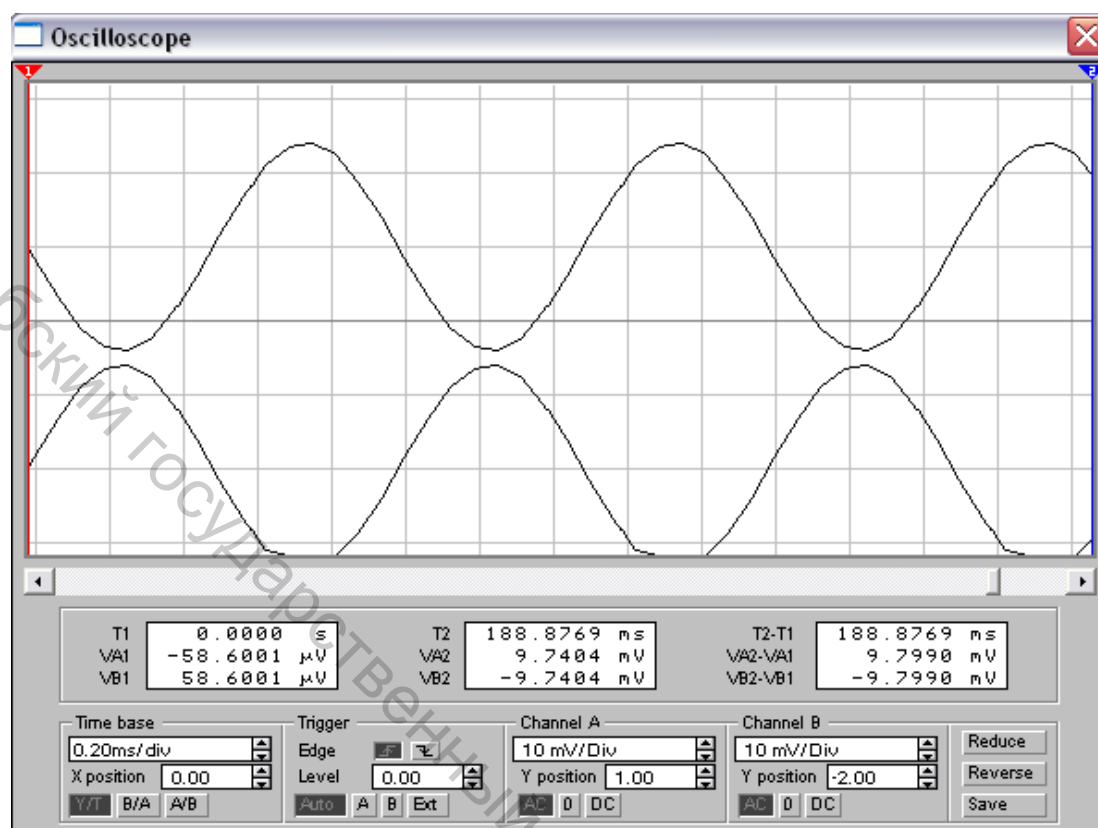 Oscilloscope
1 2
бский государственный
T1 0.0000 s T2 188.8769 ms T2-T1 188.8769 ms
VA1 -58.6001 µV VA2 9.7404 mV VA2-VA1 9.7990 mV
VB1 58.6001 µV VB2 -9.7404 mV VB2-VB1 -9.7990 mV
Time base Trigger Channel A Channel B
0.20ms/div Edge 10 mV/Div 10 mV/Div Reduce
X position 0.00 Level 0.00 Y position 1.00 Y position -2.00 Reverse
Y/T B/A A/B Auto A B Ext AC 0 DC AC 0 DC Save